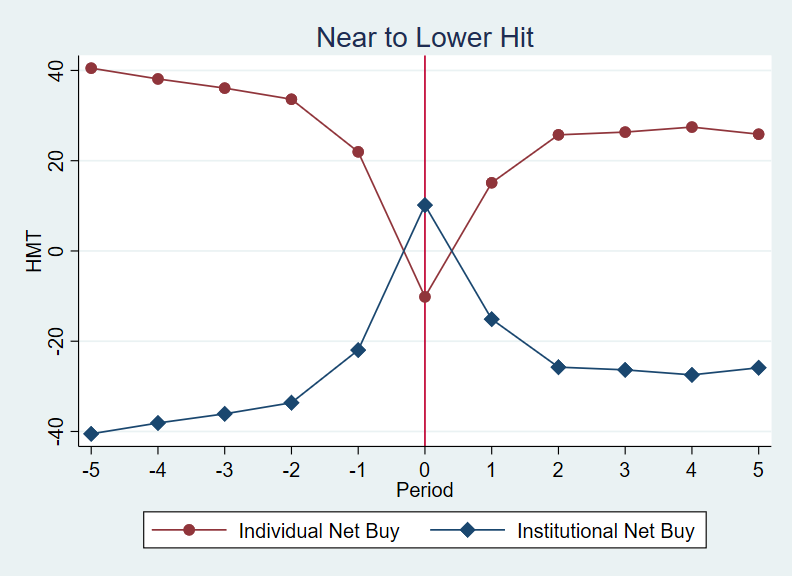 Near to Lower Hit
HMT
40
20
0
-20
-40
-5 -4 -3 -2 -1 0 1 2 3 4 5
Period
Individual Net Buy Institutional Net Buy